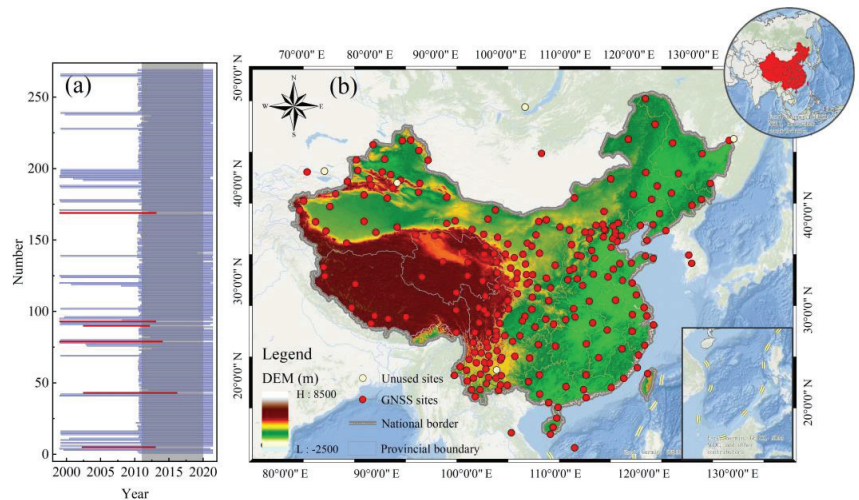 (a)
250
200
150
100
50
0
Number
2000 2005 2010 2015 2020
Year
70°0'0" E 80°0'0" E 90°0'0" E 100°0'0" E 110°0'0" E 120°0'0" E 130°0'0" E
(b)
N
W E
S
50°0'0" N
40°0'0" N
30°0'0" N
20°0'0" N
40°0'0" N
30°0'0" N
20°0'0" N
Legend
DEM (m)
H : 8500
L : -2500
Unused sites
GNSS sites
National border
Provincial boundary
80°0'0" E 90°0'0" E 100°0'0" E 110°0'0" E 120°0'0" E 130°0'0" E